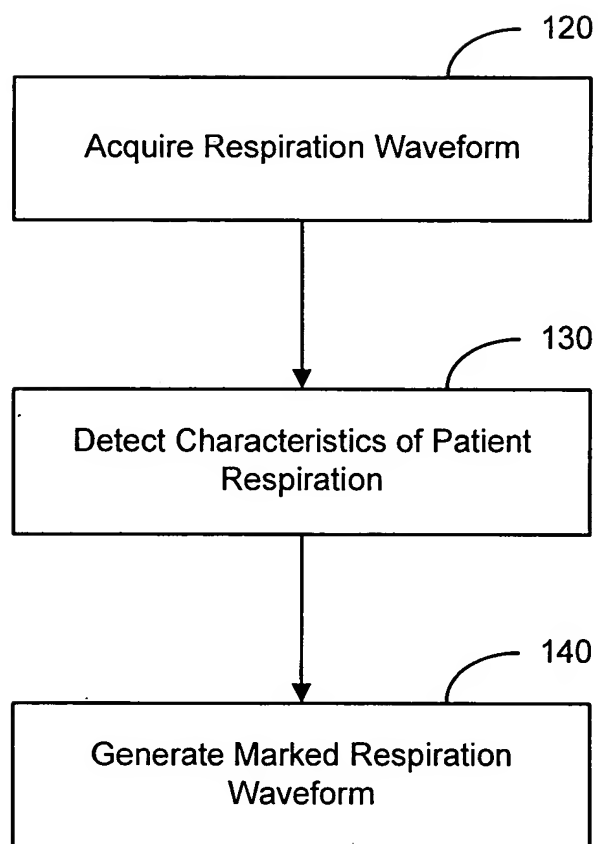 120
Acquire Respiration Waveform
130
Detect Characteristics of Patient
Respiration
140
Generate Marked Respiration
Waveform